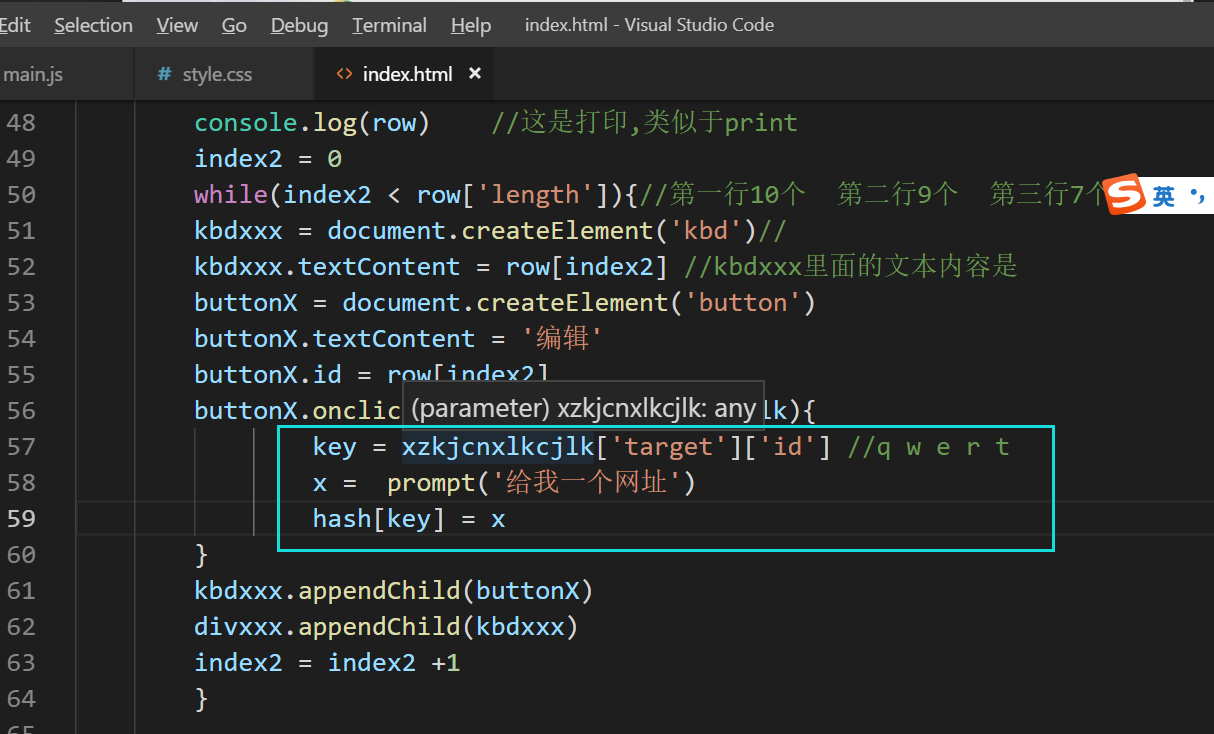 Edit Selection View Go Debug Terminal Help index.html - Visual Studio Code
main.js # style.css <> index.html ×
48 console.log(row) //这是打印,类似于print
49 index2 = 0
50 while(index2 < row['length']){//第一行10个 第二行9个 第三行7个
S 英
51 kbdxxx = document.createElement('kbd')//
52 kbdxxx.textContent = row[index2] //kbdxxx里面的文本内容是
53 buttonX = document.createElement('button')
54 buttonX.textContent = '编辑'
55 buttonX.id = row[index2]
(parameter) xzkjcnxlkcjlk: any
56 buttonX.onclic lk){
57 key = xzkjcnxlkcjlk['target']['id'] //q w e r t
58 x = prompt('给我一个网址')
59 hash[key] = x
60 }
61 kbdxxx.appendChild(buttonX)
62 divxxx.appendChild(kbdxxx)
63 index2 = index2 +1
64 }
65